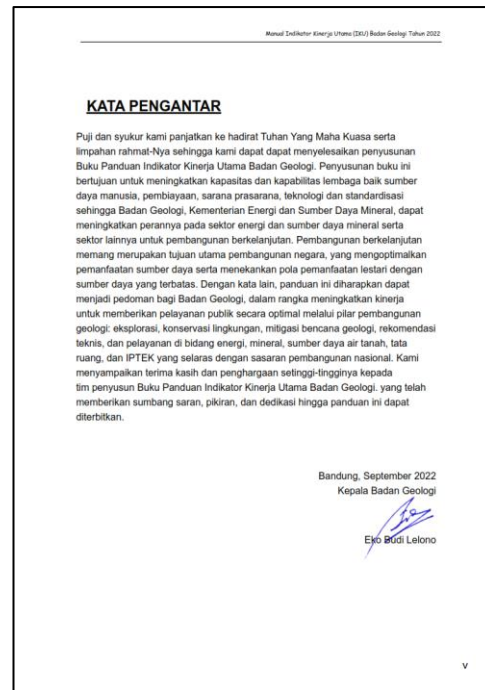 Manual Indikator Kinerja Utama (IKU) Badan Geologi Tahun 2022
KATA PENGANTAR
Puji dan syukur kami panjatkan ke hadirat Tuhan Yang Maha Kuasa serta
limpahan rahmat-Nya sehingga kami dapat dapat menyelesaikan penyusunan
Buku Panduan Indikator Kinerja Utama Badan Geologi. Penyusunan buku ini
bertujuan untuk meningkatkan kapasitas dan kapabilitas lembaga baik sumber
daya manusia, pembiayaan, sarana prasarana, teknologi dan standardisasi
sehingga Badan Geologi, Kementerian Energi dan Sumber Daya Mineral, dapat
meningkatkan perannya pada sektor energi dan sumber daya mineral serta
sektor lainnya untuk pembangunan berkelanjutan. Pembangunan berkelanjutan
memang merupakan tujuan utama pembangunan negara, yang mengoptimalkan
pemanfaatan sumber daya serta menekankan pola pemanfaatan lestari dengan
sumber daya yang terbatas. Dengan kata lain, panduan ini diharapkan dapat
menjadi pedoman bagi Badan Geologi, dalam rangka meningkatkan kinerja
untuk memberikan pelayanan publik secara optimal melalui pilar pembangunan
geologi: eksplorasi, konservasi lingkungan, mitigasi bencana geologi, rekomendasi
teknis, dan pelayanan di bidang energi, mineral, sumber daya air tanah, tata
ruang, dan IPTEK yang selaras dengan sasaran pembangunan nasional. Kami
menyampaikan terima kasih dan penghargaan setinggi-tingginya kepada
tim penyusun Buku Panduan Indikator Kinerja Utama Badan Geologi. yang telah
memberikan sumbang saran, pikiran, dan dedikasi hingga panduan ini dapat
diterbitkan.
Bandung, September 2022
Kepala Badan Geologi
Eko Budi Lelono
v